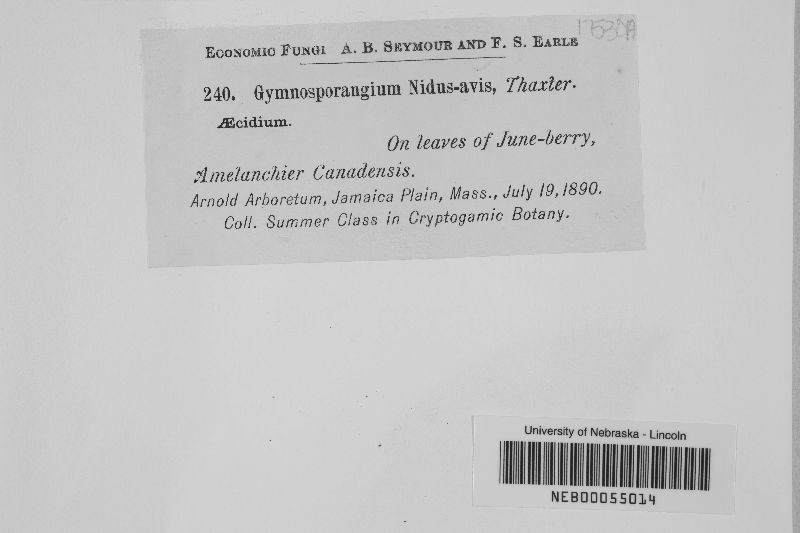 Economic Fungi A. B. Seymour and F. S. Earle
240. Gymnosporangium Nidus-avis, Thaxter.
Æcidium.
On leaves of June-berry,
Amelanchier Canadensis.
Arnold Arboretum, Jamaica Plain, Mass., July 19, 1890.
Coll. Summer Class in Cryptogamic Botany.
University of Nebraska - Lincoln
NEB00055014